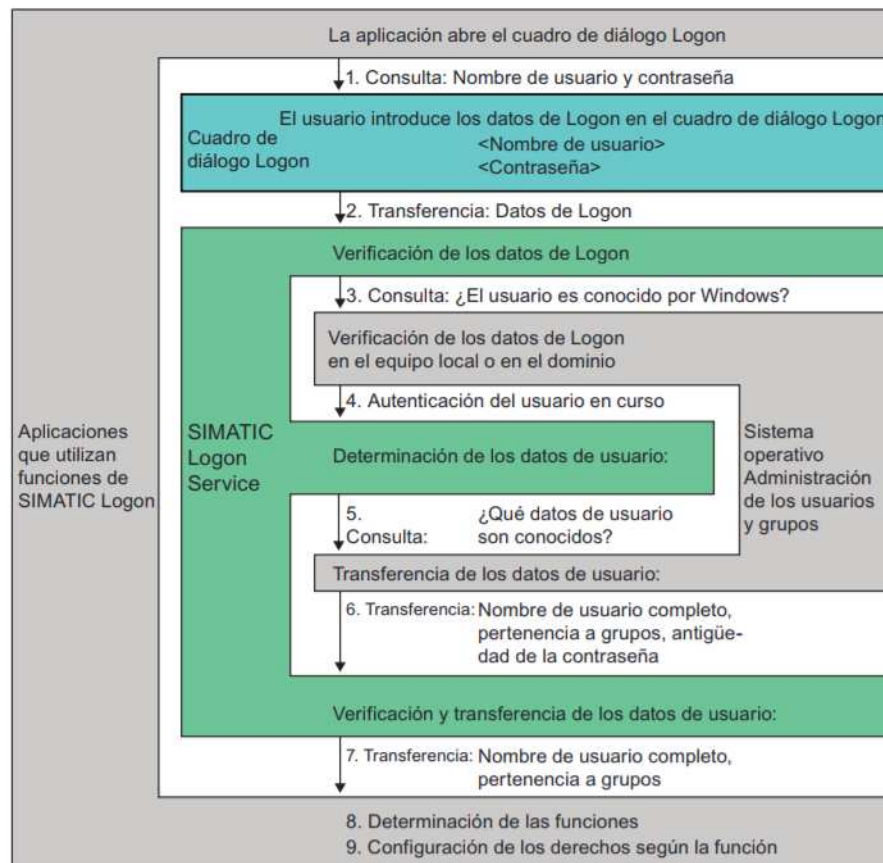 La aplicación abre el cuadro de diálogo Logon
1. Consulta: Nombre de usuario y contraseña
El usuario introduce los datos de Logon en el cuadro de diálogo Logon
Cuadro de
diálogo Logon
<Nombre de usuario>
<Contraseña>
2. Transferencia: Datos de Logon
Verificación de los datos de Logon
3. Consulta: ¿El usuario es conocido por Windows?
Verificación de los datos de Logon
en el equipo local o en el dominio
4. Autenticación del usuario en curso
Aplicaciones
que utilizan
funciones de
SIMATIC Logon
SIMATIC
Logon
Service
Determinación de los datos de usuario:
Sistema
operativo
Administración
de los usuarios
y grupos
5.
Consulta:
¿Qué datos de usuario
son conocidos?
Transferencia de los datos de usuario:
6. Transferencia: Nombre de usuario completo,
pertenencia a grupos, antigüe-
dad de la contraseña
Verificación y transferencia de los datos de usuario:
7. Transferencia: Nombre de usuario completo,
pertenencia a grupos
8. Determinación de las funciones
9. Configuración de los derechos según la función